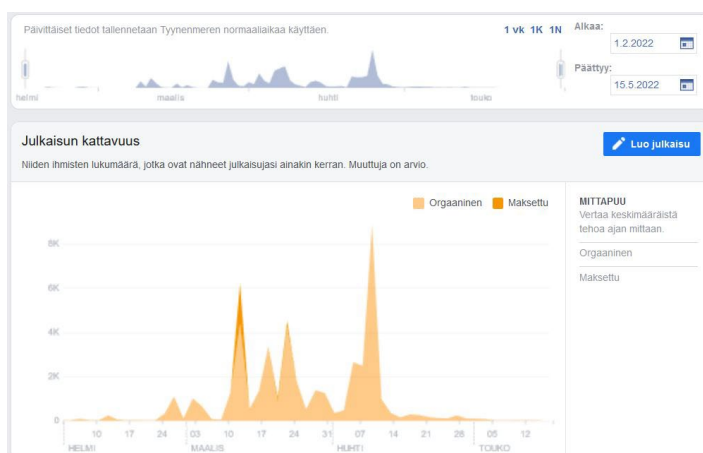 Päivittäiset tiedot tallennetaan Tyynenmeren normaaliaikaa käyttäen.
1 vk 1K 1N
Alkaa:
1.2.2022
Päättyy:
15.5.2022
helmi maalis huhti touko
Julkaisun kattavuus
Luo julkaisu
Niiden ihmisten lukumäärä, jotka ovat nähneet julkaisujasi ainakin kerran. Muuttuja on arvio.
Orgaaninen Maksettu
MITTAPUU
Vertaa keskimääräistä
tehoa ajan mittaan.
Orgaaninen
Maksettu
8K
6K
4K
2K
0
10 17 24 03 10 17 24 31 07 14 21 28 05 12
HELMI MAALIS HUHTI TOUKO